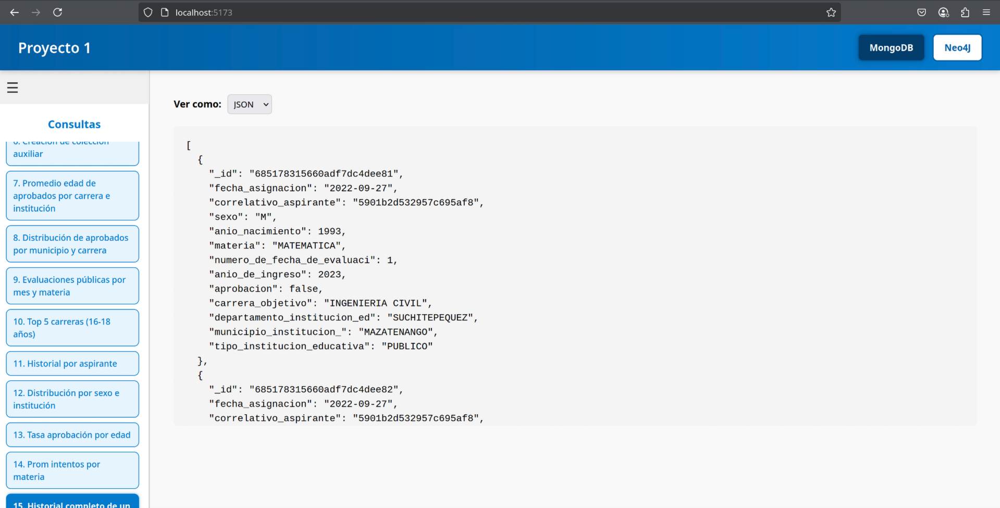 localhost:5173
Proyecto 1
MongoDB
Neo4J
☰
Consultas
6. Creación de colección
auxiliar
7. Promedio edad de
aprobados por carrera e
institución
8. Distribución de aprobados
por municipio y carrera
9. Evaluaciones públicas por
mes y materia
10. Top 5 carreras (16-18
años)
11. Historial por aspirante
12. Distribución por sexo e
institución
13. Tasa aprobación por edad
14. Prom intentos por
materia
15. Historial completo de un
Ver como: JSON
[
  {
    "_id": "685178315660adf7dc4dee81",
    "fecha_asignacion": "2022-09-27",
    "correlativo_aspirante": "5901b2d532957c695af8",
    "sexo": "M",
    "anio_nacimiento": 1993,
    "materia": "MATEMATICA",
    "numero_de_fecha_de_evaluaci": 1,
    "anio_de_ingreso": 2023,
    "aprobacion": false,
    "carrera_objetivo": "INGENIERIA CIVIL",
    "departamento_institucion_ed": "SUCHITEPEQUEZ",
    "municipio_institucion_": "MAZATENANGO",
    "tipo_institucion_educativa": "PUBLICO"
  },
  {
    "_id": "685178315660adf7dc4dee82",
    "fecha_asignacion": "2022-09-27",
    "correlativo_aspirante": "5901b2d532957c695af8",